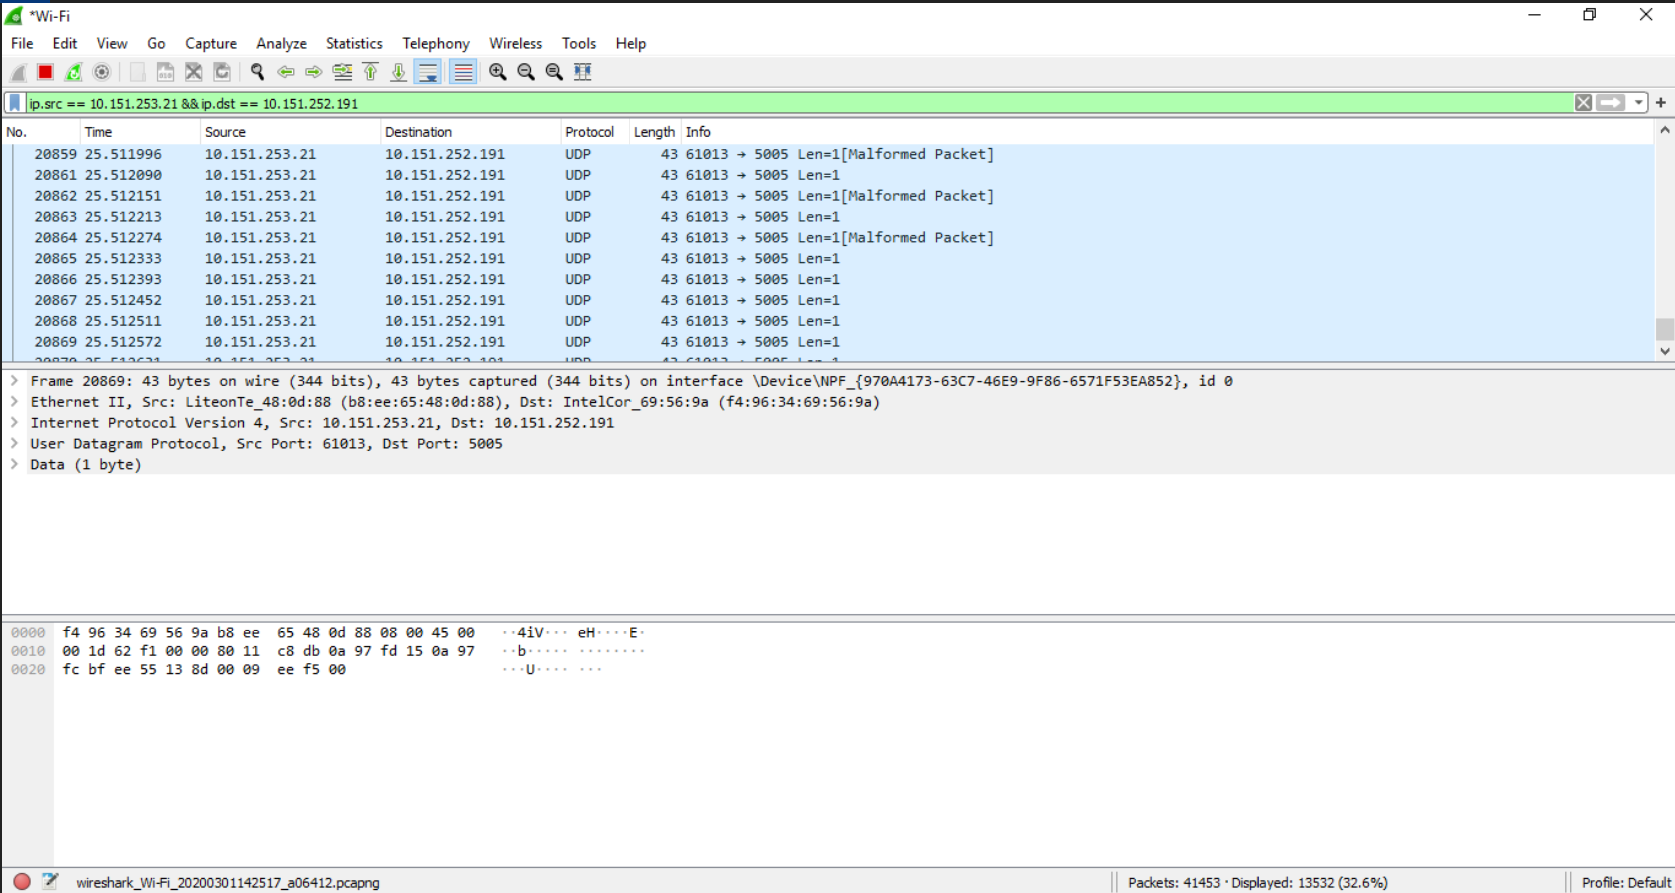 *Wi-Fi
File Edit View Go Capture Analyze Statistics Telephony Wireless Tools Help
ip.src == 10.151.253.21 && ip.dst == 10.151.252.191
No. Time Source Destination Protocol Length Info
20859 25.511996 10.151.253.21 10.151.252.191 UDP 43 61013 → 5005 Len=1[Malformed Packet]
20861 25.512090 10.151.253.21 10.151.252.191 UDP 43 61013 → 5005 Len=1
20862 25.512151 10.151.253.21 10.151.252.191 UDP 43 61013 → 5005 Len=1[Malformed Packet]
20863 25.512213 10.151.253.21 10.151.252.191 UDP 43 61013 → 5005 Len=1
20864 25.512274 10.151.253.21 10.151.252.191 UDP 43 61013 → 5005 Len=1[Malformed Packet]
20865 25.512333 10.151.253.21 10.151.252.191 UDP 43 61013 → 5005 Len=1
20866 25.512393 10.151.253.21 10.151.252.191 UDP 43 61013 → 5005 Len=1
20867 25.512452 10.151.253.21 10.151.252.191 UDP 43 61013 → 5005 Len=1
20868 25.512511 10.151.253.21 10.151.252.191 UDP 43 61013 → 5005 Len=1
20869 25.512572 10.151.253.21 10.151.252.191 UDP 43 61013 → 5005 Len=1
20870 25.512631 10.151.253.21 10.151.252.191 UDP 43 61013 → 5005 Len=1
Frame 20869: 43 bytes on wire (344 bits), 43 bytes captured (344 bits) on interface \Device\NPF_{970A4173-63C7-46E9-9F86-6571F53EA852}, id 0
Ethernet II, Src: LiteonTe_48:0d:88 (b8:ee:65:48:0d:88), Dst: IntelCor_69:56:9a (f4:96:34:69:56:9a)
Internet Protocol Version 4, Src: 10.151.253.21, Dst: 10.151.252.191
User Datagram Protocol, Src Port: 61013, Dst Port: 5005
Data (1 byte)
0000 f4 96 34 69 56 9a b8 ee 65 48 0d 88 08 00 45 00 ··4iV··· eH····E·
0010 00 1d 62 f1 00 00 80 11 c8 db 0a 97 fd 15 0a 97 ··b····· ········
0020 fc bf ee 55 13 8d 00 09 ee f5 00 ···U···· ···
wireshark_Wi-Fi_20200301142517_a06412.pcapng
Packets: 41453 · Displayed: 13532 (32.6%)
Profile: Default